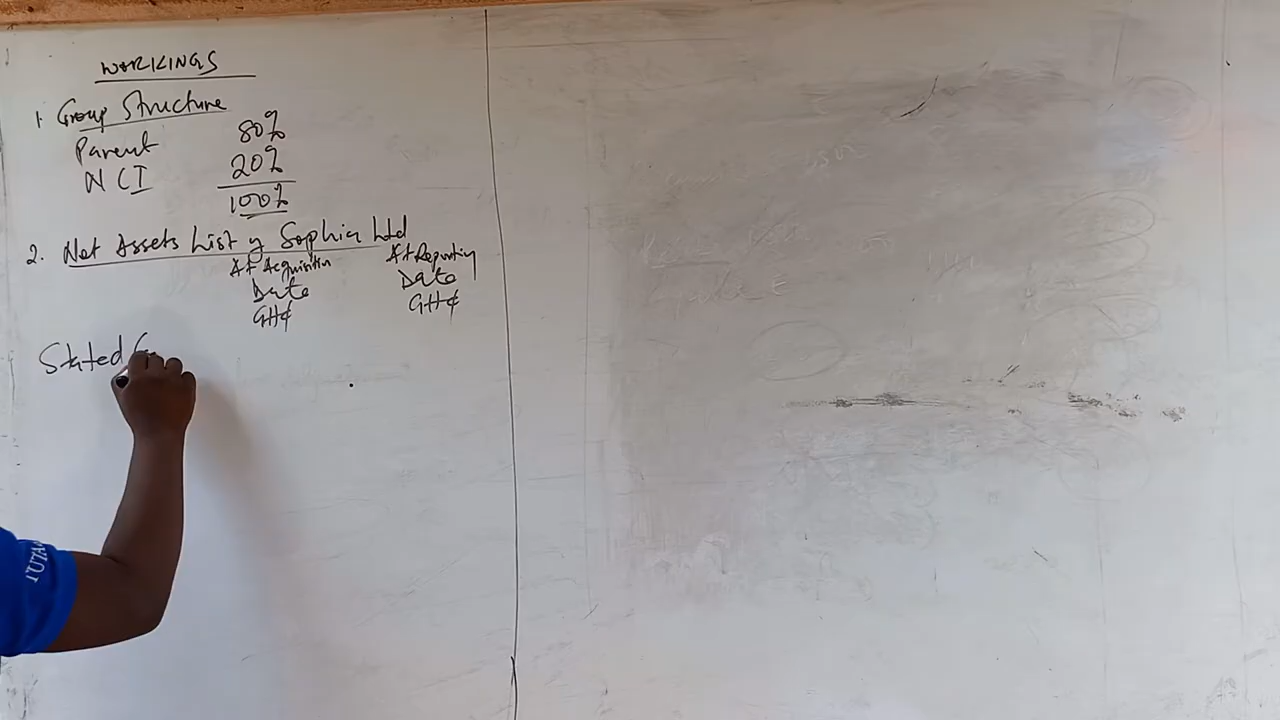 WORKINGS
1. Group Structure
Parent 80%
NCI 20%
100%
2. Net Assets List of Sophia Ltd
At Acquisition At Reporting
Date Date
GH¢ GH¢
Stated